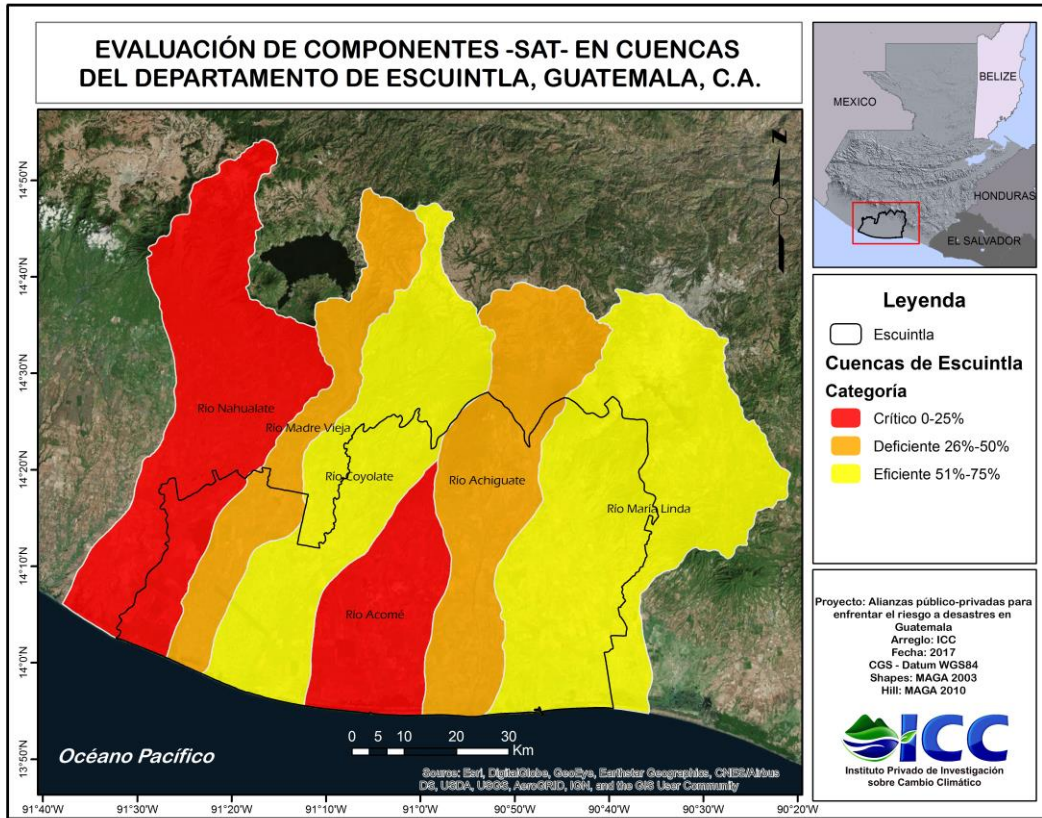 EVALUACIÓN DE COMPONENTES -SAT- EN CUENCAS
DEL DEPARTAMENTO DE ESCUINTLA, GUATEMALA, C.A.
MEXICO
BELIZE
HONDURAS
EL SALVADOR
14°50'N
14°40'N
14°30'N
14°20'N
14°10'N
14°0'N
13°50'N
N
Río Nahualate
Río Madre Vieja
Río Coyolate
Río Achiguate
Río María Linda
Río Acomé
Océano Pacífico
0 5 10 20 30
Km
Source: Esri, DigitalGlobe, GeoEye, Earthstar Geographics, CNES/Airbus
DS, USDA, USGS, AeroGRID, IGN, and the GIS User Community
91°40'W 91°30'W 91°20'W 91°10'W 91°0'W 90°50'W 90°40'W 90°30'W 90°20'W
Leyenda
Escuintla
Cuencas de Escuintla
Categoría
Crítico 0-25%
Deficiente 26%-50%
Eficiente 51%-75%
Proyecto: Alianzas público-privadas para
enfrentar el riesgo a desastres en
Guatemala
Arreglo: ICC
Fecha: 2017
CGS - Datum WGS84
Shapes: MAGA 2003
Hill: MAGA 2010
ICC
Instituto Privado de Investigación
sobre Cambio Climático